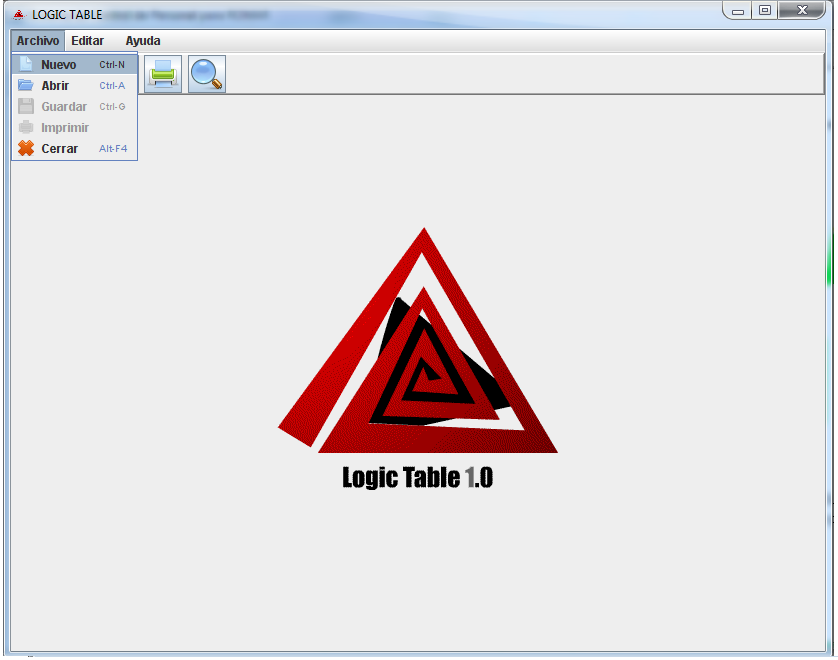 LOGIC TABLE
Archivo Editar Ayuda
Nuevo Ctrl-N
Abrir Ctrl-A
Guardar Ctrl-G
Imprimir
Cerrar Alt-F4
Logic Table 1.0